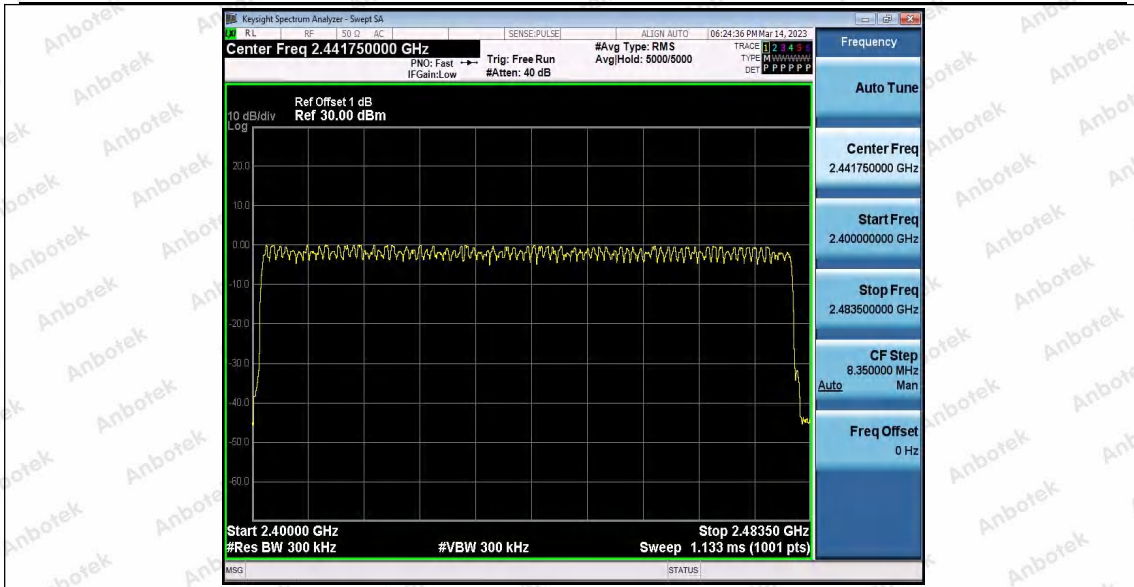 Keysight Spectrum Analyzer - Swept SA
RL RF 50 Ω AC SENSE:PULSE ALIGN AUTO 06:24:36 PM Mar 14, 2023
Center Freq 2.441750000 GHz
PNO: Fast
IFGain:Low
Trig: Free Run
#Atten: 40 dB
#Avg Type: RMS
Avg|Hold: 5000/5000
TRACE 1 2 3 4 5 6
TYPE M WWWWW
DET P P P P P P
Ref Offset 1 dB
10 dB/div Ref 30.00 dBm
Log
20.0
10.0
0.00
-10.0
-20.0
-30.0
-40.0
-50.0
-60.0
Start 2.40000 GHz Stop 2.48350 GHz
#Res BW 300 kHz #VBW 300 kHz Sweep 1.133 ms (1001 pts)
MSG STATUS
Frequency
Auto Tune
Center Freq
2.441750000 GHz
Start Freq
2.400000000 GHz
Stop Freq
2.483500000 GHz
CF Step
8.350000 MHz
Auto Man
Freq Offset
0 Hz
Anbotek